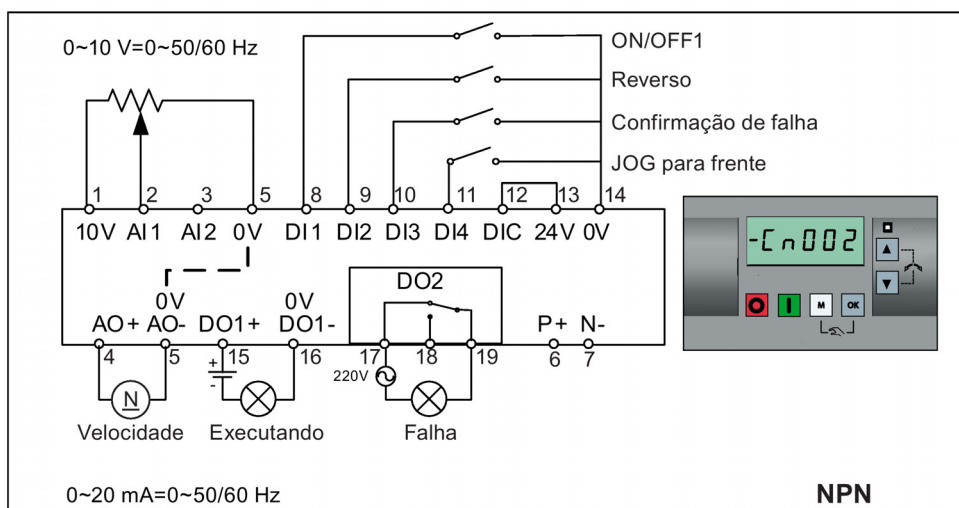 0~10 V=0~50/60 Hz
ON/OFF1
Reverso
Confirmação de falha
JOG para frente
1 2 3 5 8 9 10 11 12 13 14
10V AI1 AI2 0V DI1 DI2 DI3 DI4 DIC 24V 0V
-Cn002
M OK
DO2
0V 0V
AO+ AO- DO1+ DO1- P+ N-
4 5 15 16 17 18 19 6 7
+
-
220V
N
Velocidade Executando Falha
0~20 mA=0~50/60 Hz
NPN